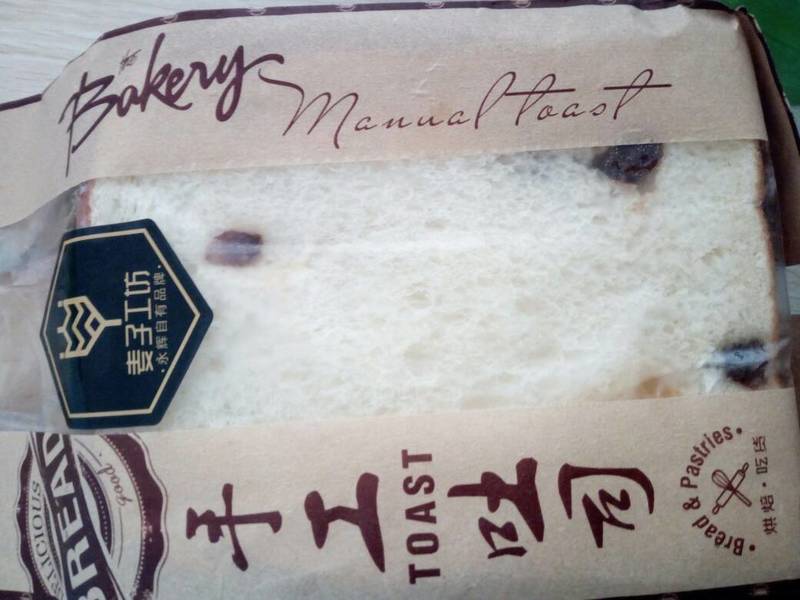 Bakery
Manual toast
麦子工坊
·永辉自有品牌·
手工吐司
TOAST
good
BREAD
Bread & Pastries
烘焙·吃货